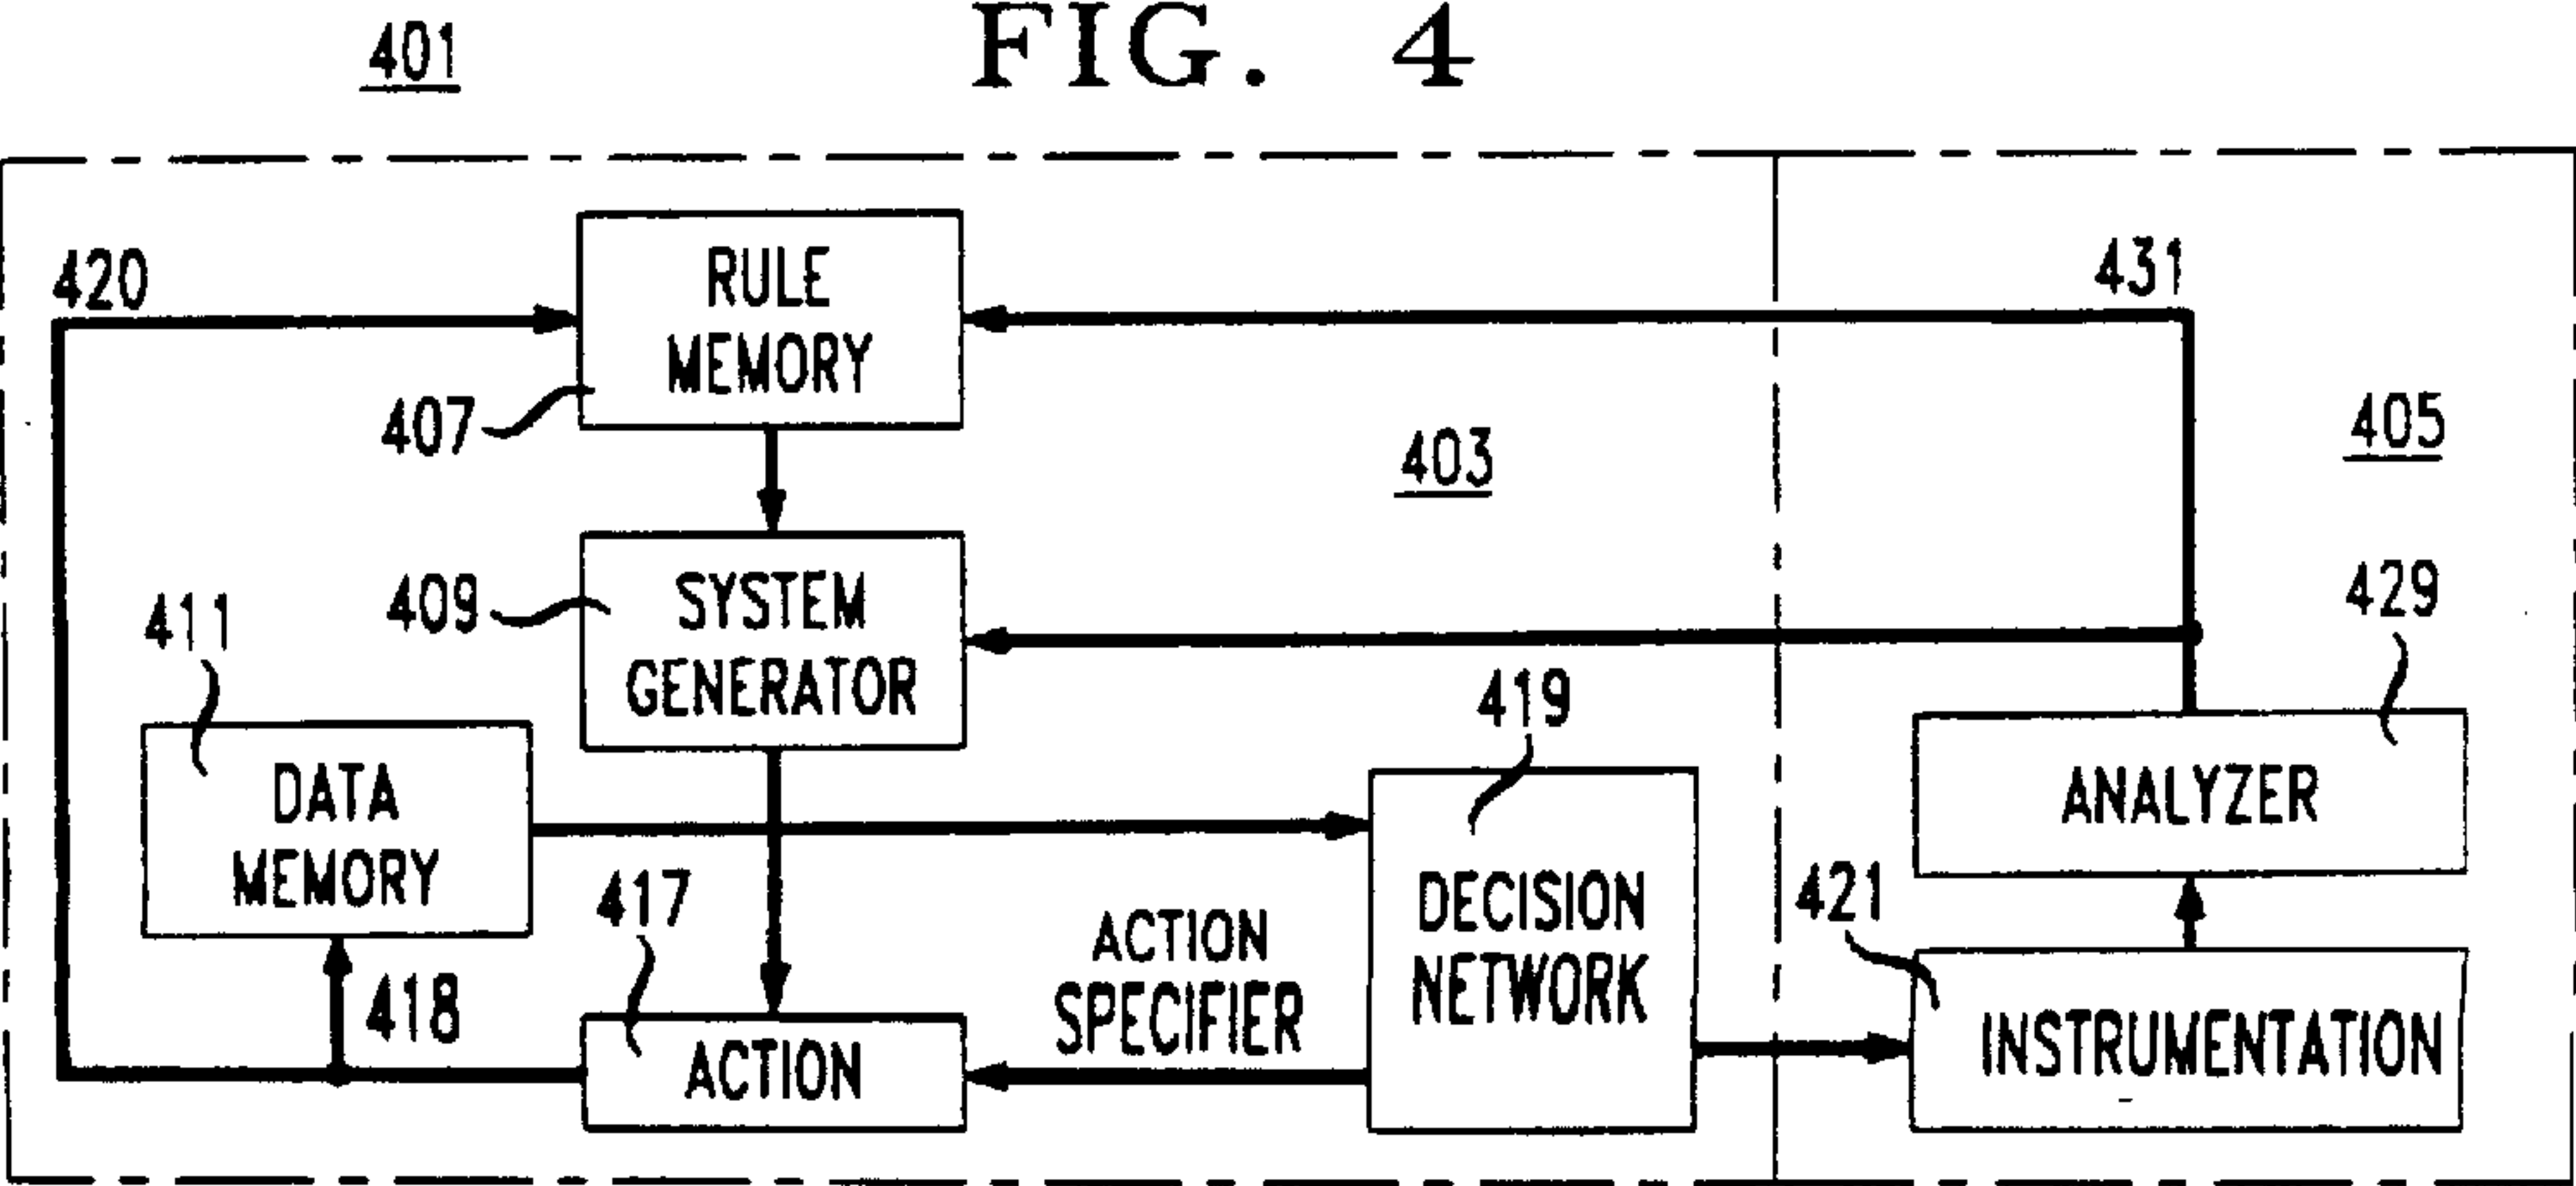 FIG. 4
401
420
RULE
MEMORY
407
431
403
405
SYSTEM
GENERATOR
409
411
429
419
DATA
MEMORY
ANALYZER
417
418
ACTION
ACTION
SPECIFIER
DECISION
NETWORK
421
INSTRUMENTATION